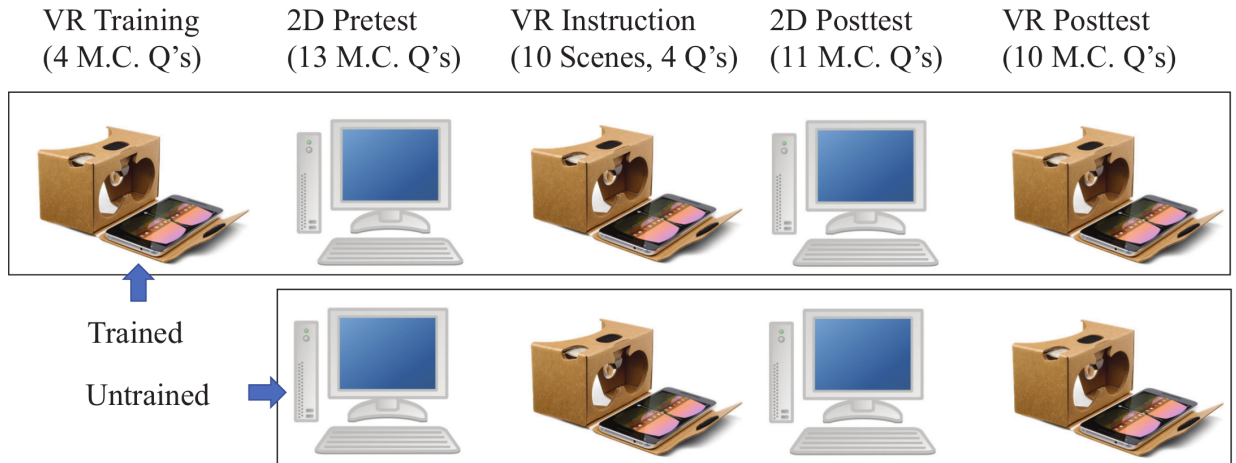 VR Training
(4 M.C. Q's)
2D Pretest
(13 M.C. Q's)
VR Instruction
(10 Scenes, 4 Q's)
2D Posttest
(11 M.C. Q's)
VR Posttest
(10 M.C. Q's)
Trained
Untrained